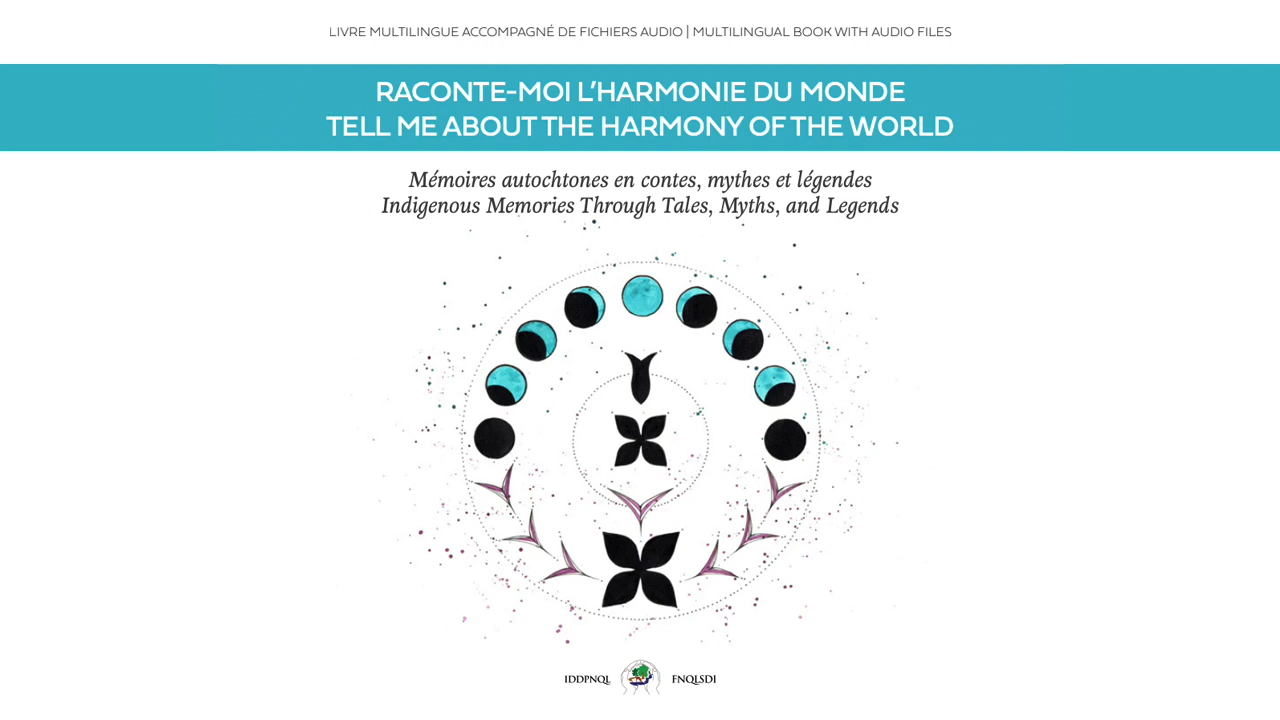 LIVRE MULTILINGUE ACCOMPAGNÉ DE FICHIERS AUDIO | MULTILINGUAL BOOK WITH AUDIO FILES
RACONTE-MOI L’HARMONIE DU MONDE
TELL ME ABOUT THE HARMONY OF THE WORLD
Mémoires autochtones en contes, mythes et légendes
Indigenous Memories Through Tales, Myths, and Legends
IDDPNQL FNQLSDI